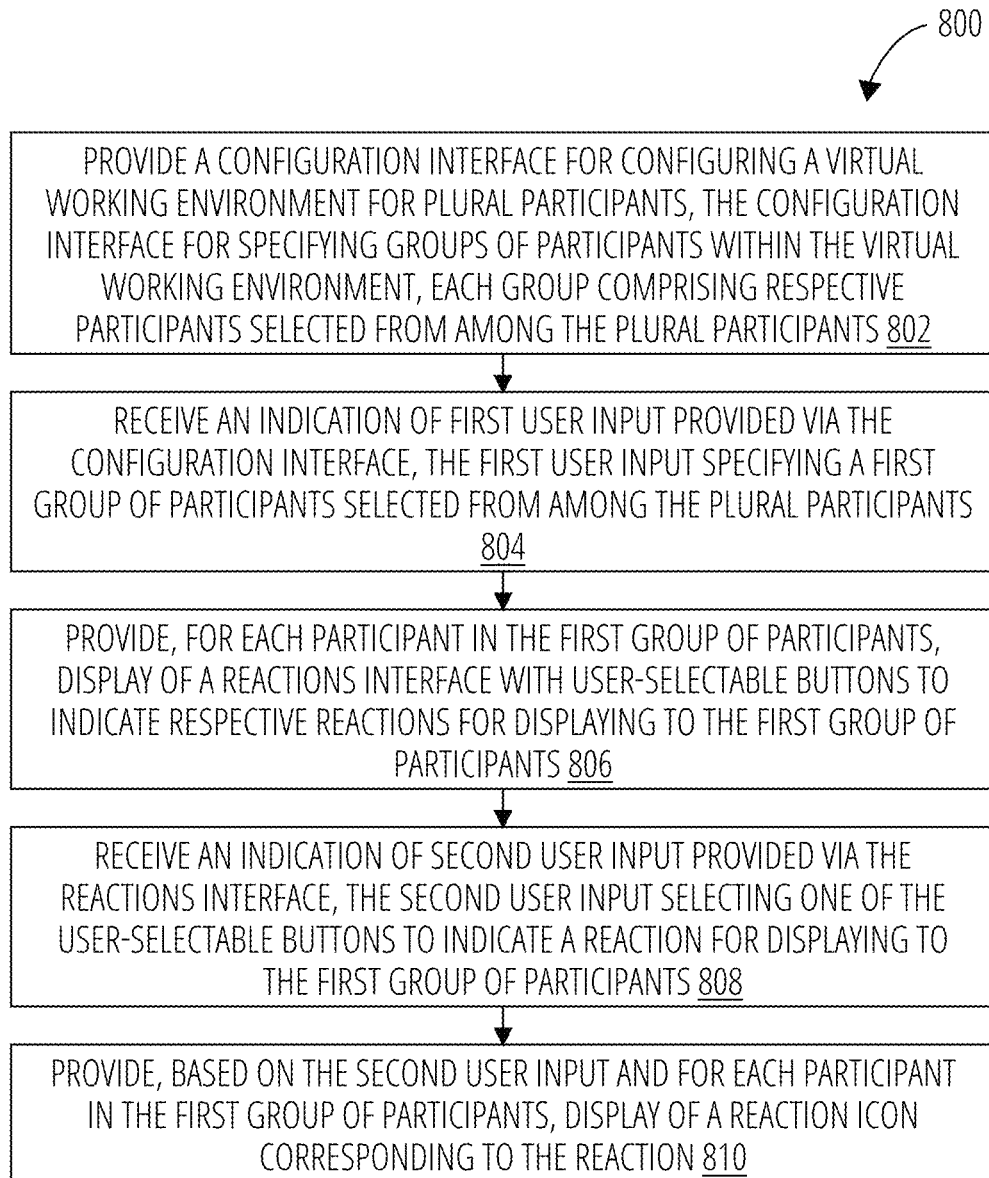 800
PROVIDE A CONFIGURATION INTERFACE FOR CONFIGURING A VIRTUAL
WORKING ENVIRONMENT FOR PLURAL PARTICIPANTS, THE CONFIGURATION
INTERFACE FOR SPECIFYING GROUPS OF PARTICIPANTS WITHIN THE VIRTUAL
WORKING ENVIRONMENT, EACH GROUP COMPRISING RESPECTIVE
PARTICIPANTS SELECTED FROM AMONG THE PLURAL PARTICIPANTS 802
RECEIVE AN INDICATION OF FIRST USER INPUT PROVIDED VIA THE
CONFIGURATION INTERFACE, THE FIRST USER INPUT SPECIFYING A FIRST
GROUP OF PARTICIPANTS SELECTED FROM AMONG THE PLURAL PARTICIPANTS
804
PROVIDE, FOR EACH PARTICIPANT IN THE FIRST GROUP OF PARTICIPANTS,
DISPLAY OF A REACTIONS INTERFACE WITH USER-SELECTABLE BUTTONS TO
INDICATE RESPECTIVE REACTIONS FOR DISPLAYING TO THE FIRST GROUP OF
PARTICIPANTS 806
RECEIVE AN INDICATION OF SECOND USER INPUT PROVIDED VIA THE
REACTIONS INTERFACE, THE SECOND USER INPUT SELECTING ONE OF THE
USER-SELECTABLE BUTTONS TO INDICATE A REACTION FOR DISPLAYING TO
THE FIRST GROUP OF PARTICIPANTS 808
PROVIDE, BASED ON THE SECOND USER INPUT AND FOR EACH PARTICIPANT
IN THE FIRST GROUP OF PARTICIPANTS, DISPLAY OF A REACTION ICON
CORRESPONDING TO THE REACTION 810